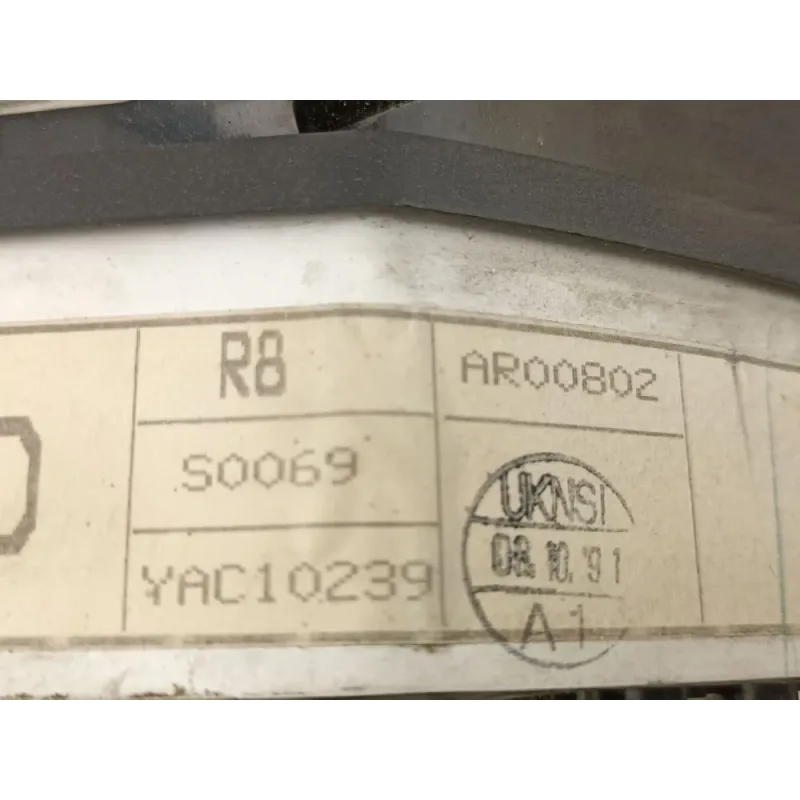 R8
S0069
YAC10239
AR00802
UKNSI
08.10.'91
A1